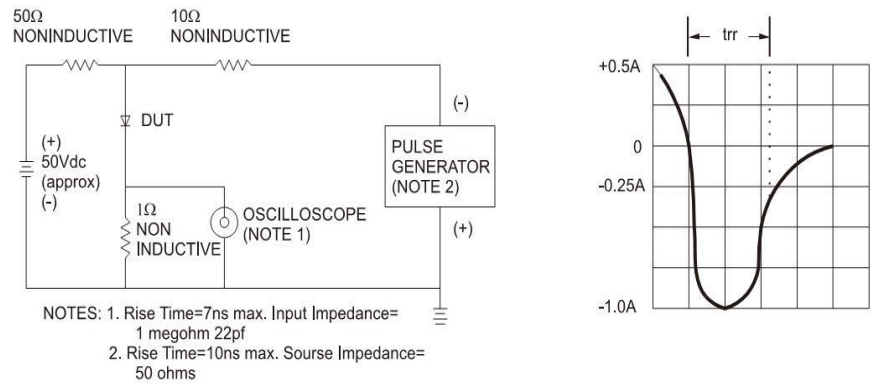 50Ω
NONINDUCTIVE
10Ω
NONINDUCTIVE
DUT
(+)
50Vdc
(approx)
(-)
1Ω
NON
INDUCTIVE
OSCILLOSCOPE
(NOTE 1)
(-)
PULSE
GENERATOR
(NOTE 2)
(+)
NOTES: 1. Rise Time=7ns max. Input Impedance=
1 megohm 22pf
2. Rise Time=10ns max. Sourse Impedance=
50 ohms
trr
+0.5A
0
-0.25A
-1.0A